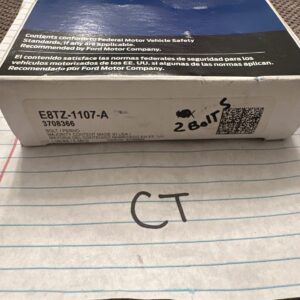 Contents conform to Federal Motor Vehicle Safety
Standards, if any are applicable.
Recommended by Ford Motor Company.
El contenido satisface las normas federales de seguridad para los
vehículos motorizados de los EE. UU. si algunas de las normas aplican.
Recomendado por Ford Motor Company.
E8TZ-1107-A
3708366
BOLT / PERNO
2 Bolts
CT